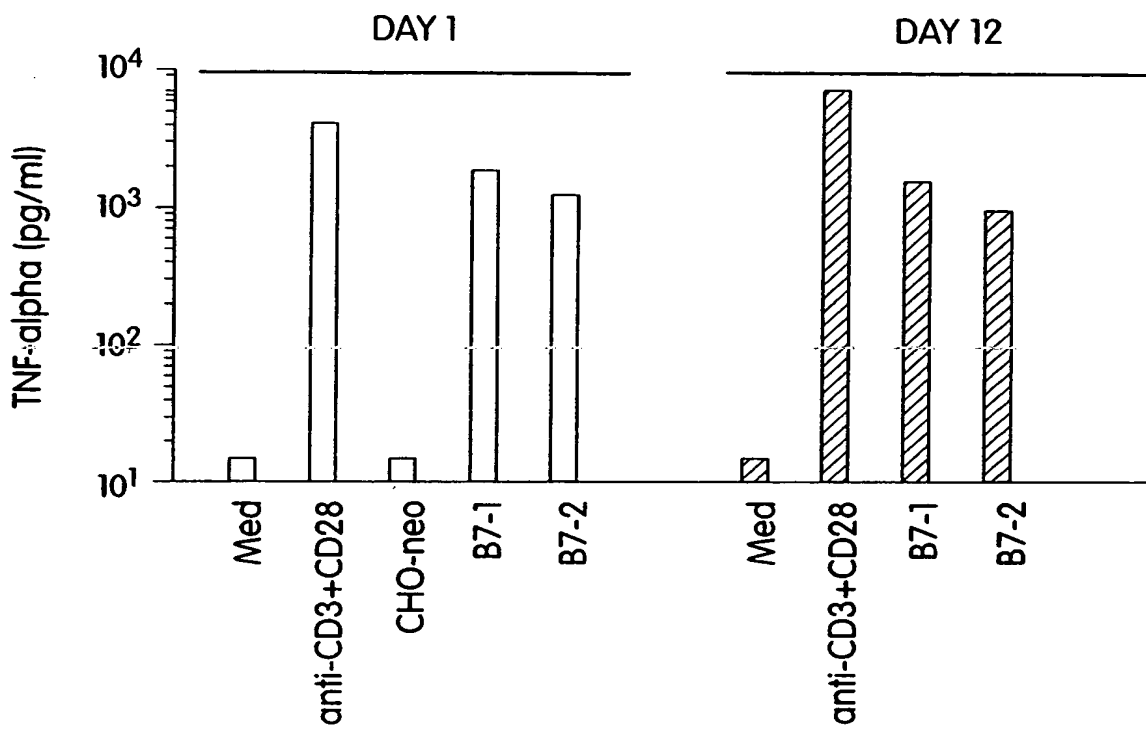 DAY 1
DAY 12
TNF-alpha (pg/ml)
10⁴
10³
10²
10¹
Med
anti-CD3+CD28
CHO-neo
B7-1
B7-2
Med
anti-CD3+CD28
B7-1
B7-2